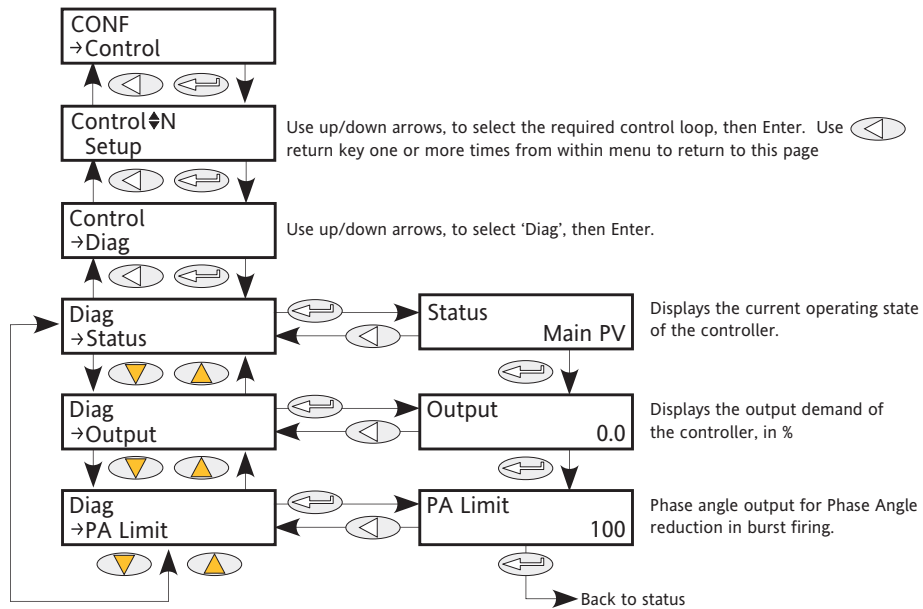 CONF
→Control
Control♦N
Setup
Use up/down arrows, to select the required control loop, then Enter. Use
return key one or more times from within menu to return to this page
Control
→Diag
Use up/down arrows, to select 'Diag', then Enter.
Diag
→Status
Status
Main PV
Displays the current operating state
of the controller.
Diag
→Output
Output
0.0
Displays the output demand of
the controller, in %
Diag
→PA Limit
PA Limit
100
Phase angle output for Phase Angle
reduction in burst firing.
Back to status